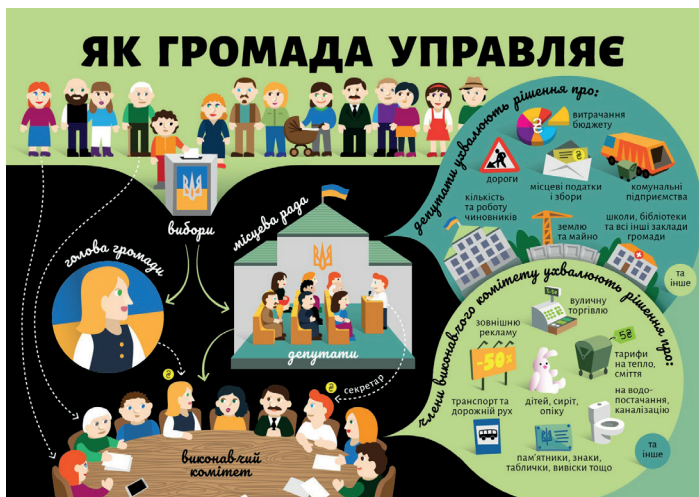 ЯК ГРОМАДА УПРАВЛЯЄ
депутати ухвалюють рішення про:
витрачання
бюджету
₴
дороги
місцеві податки
і збори
комунальні
підприємства
кількість
та роботу
чиновників
землю
та майно
школи, бібліотеки
та всі інші заклади
громади
та
інше
вибори
місцева рада
голова громади
депутати
₴
₴
секретар
виконавчий
комітет
члени виконавчого комітету ухвалюють рішення про:
вуличну
торгівлю
зовнішню
рекламу
-50%
5₴
тарифи
на тепло,
сміття
транспорт та
дорожній рух
дітей, сиріт,
опіку
на водо-
постачання,
каналізацію
пам'ятники, знаки,
таблички, вивіски тощо
та
інше